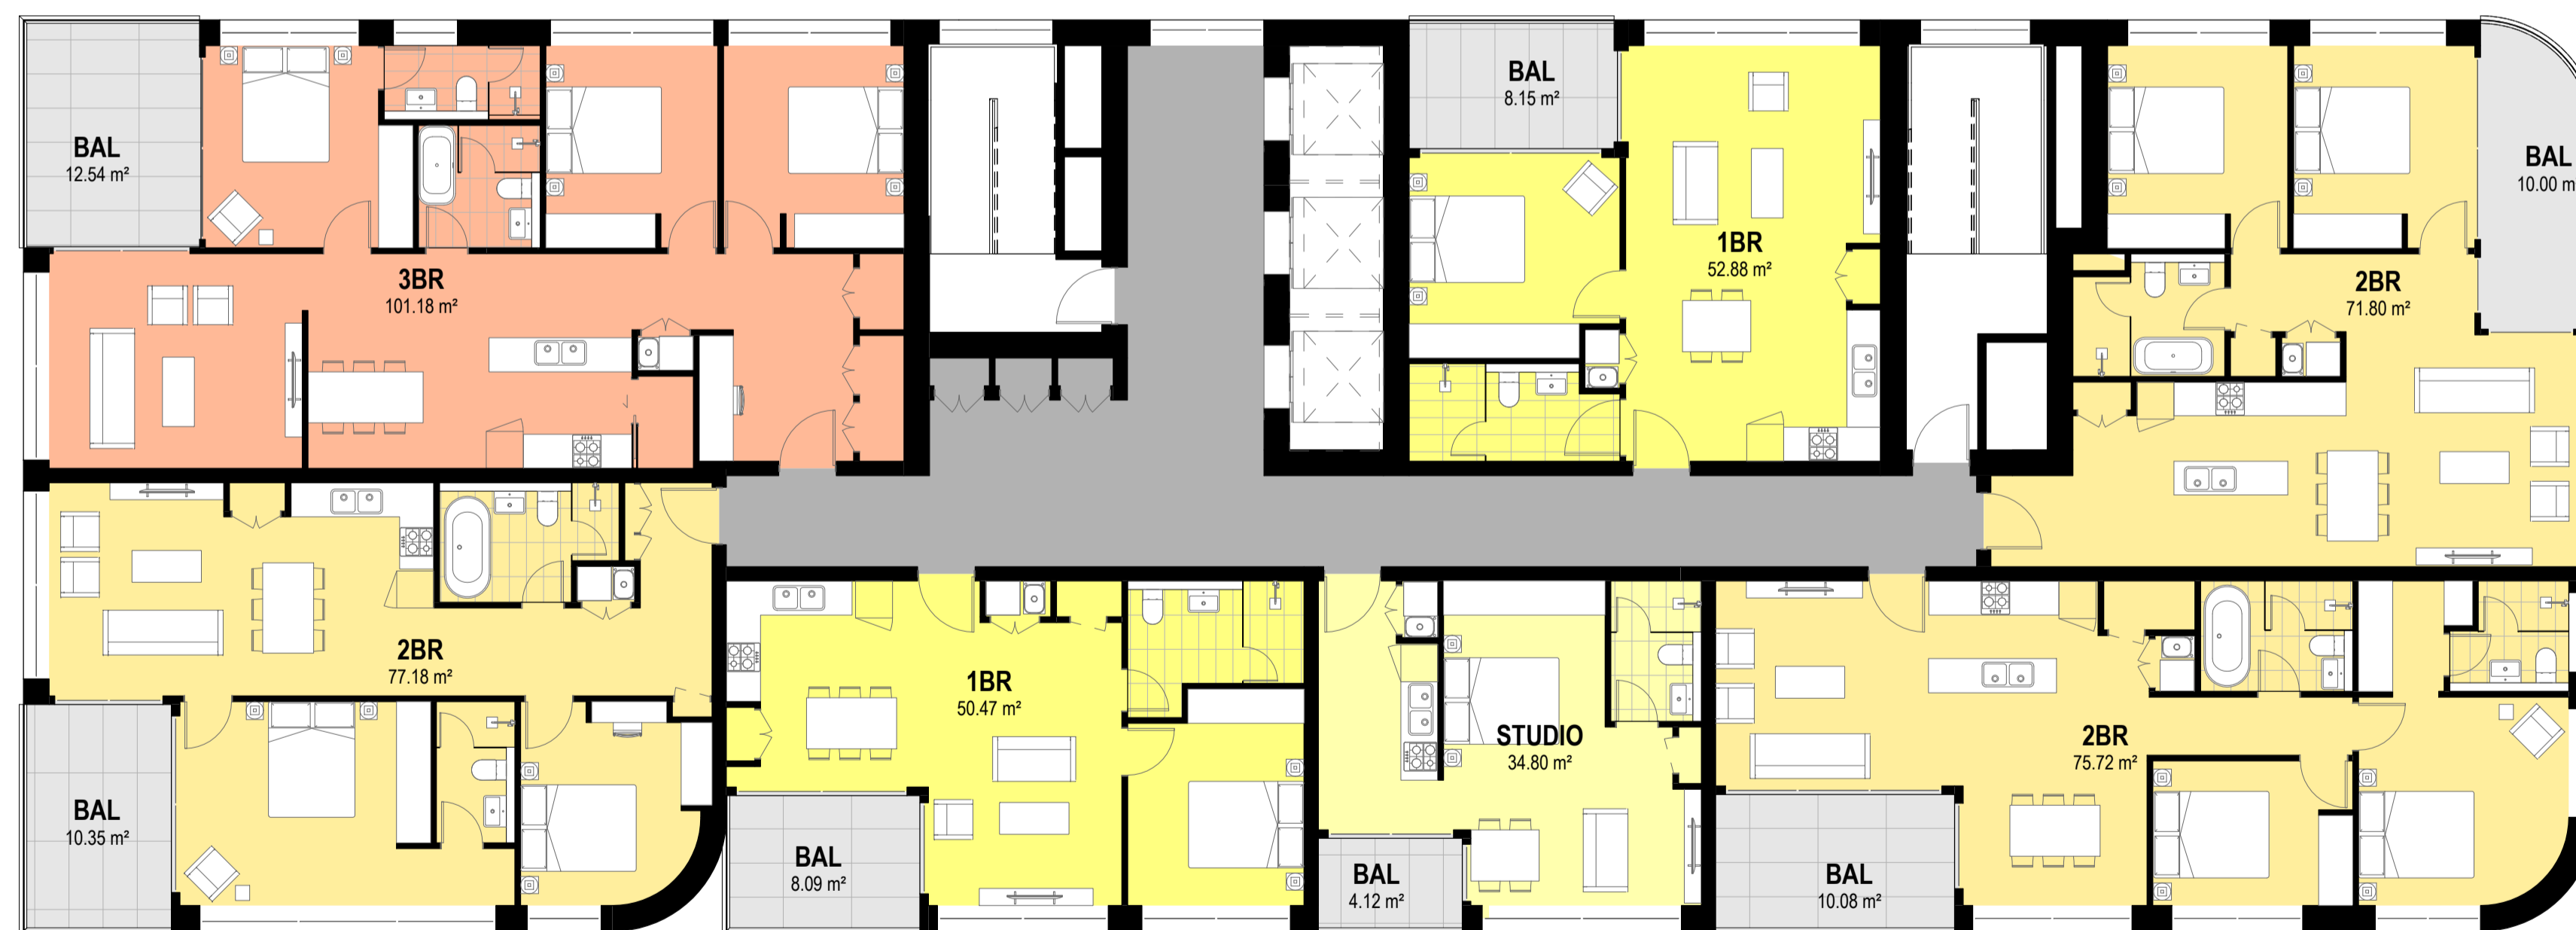 BAL
12.54 m²
3BR
101.18 m²
BAL
8.15 m²
1BR
52.88 m²
2BR
71.80 m²
BAL
10.00 m
2BR
77.18 m²
BAL
10.35 m²
1BR
50.47 m²
BAL
8.09 m²
STUDIO
34.80 m²
BAL
4.12 m²
2BR
75.72 m²
BAL
10.08 m²